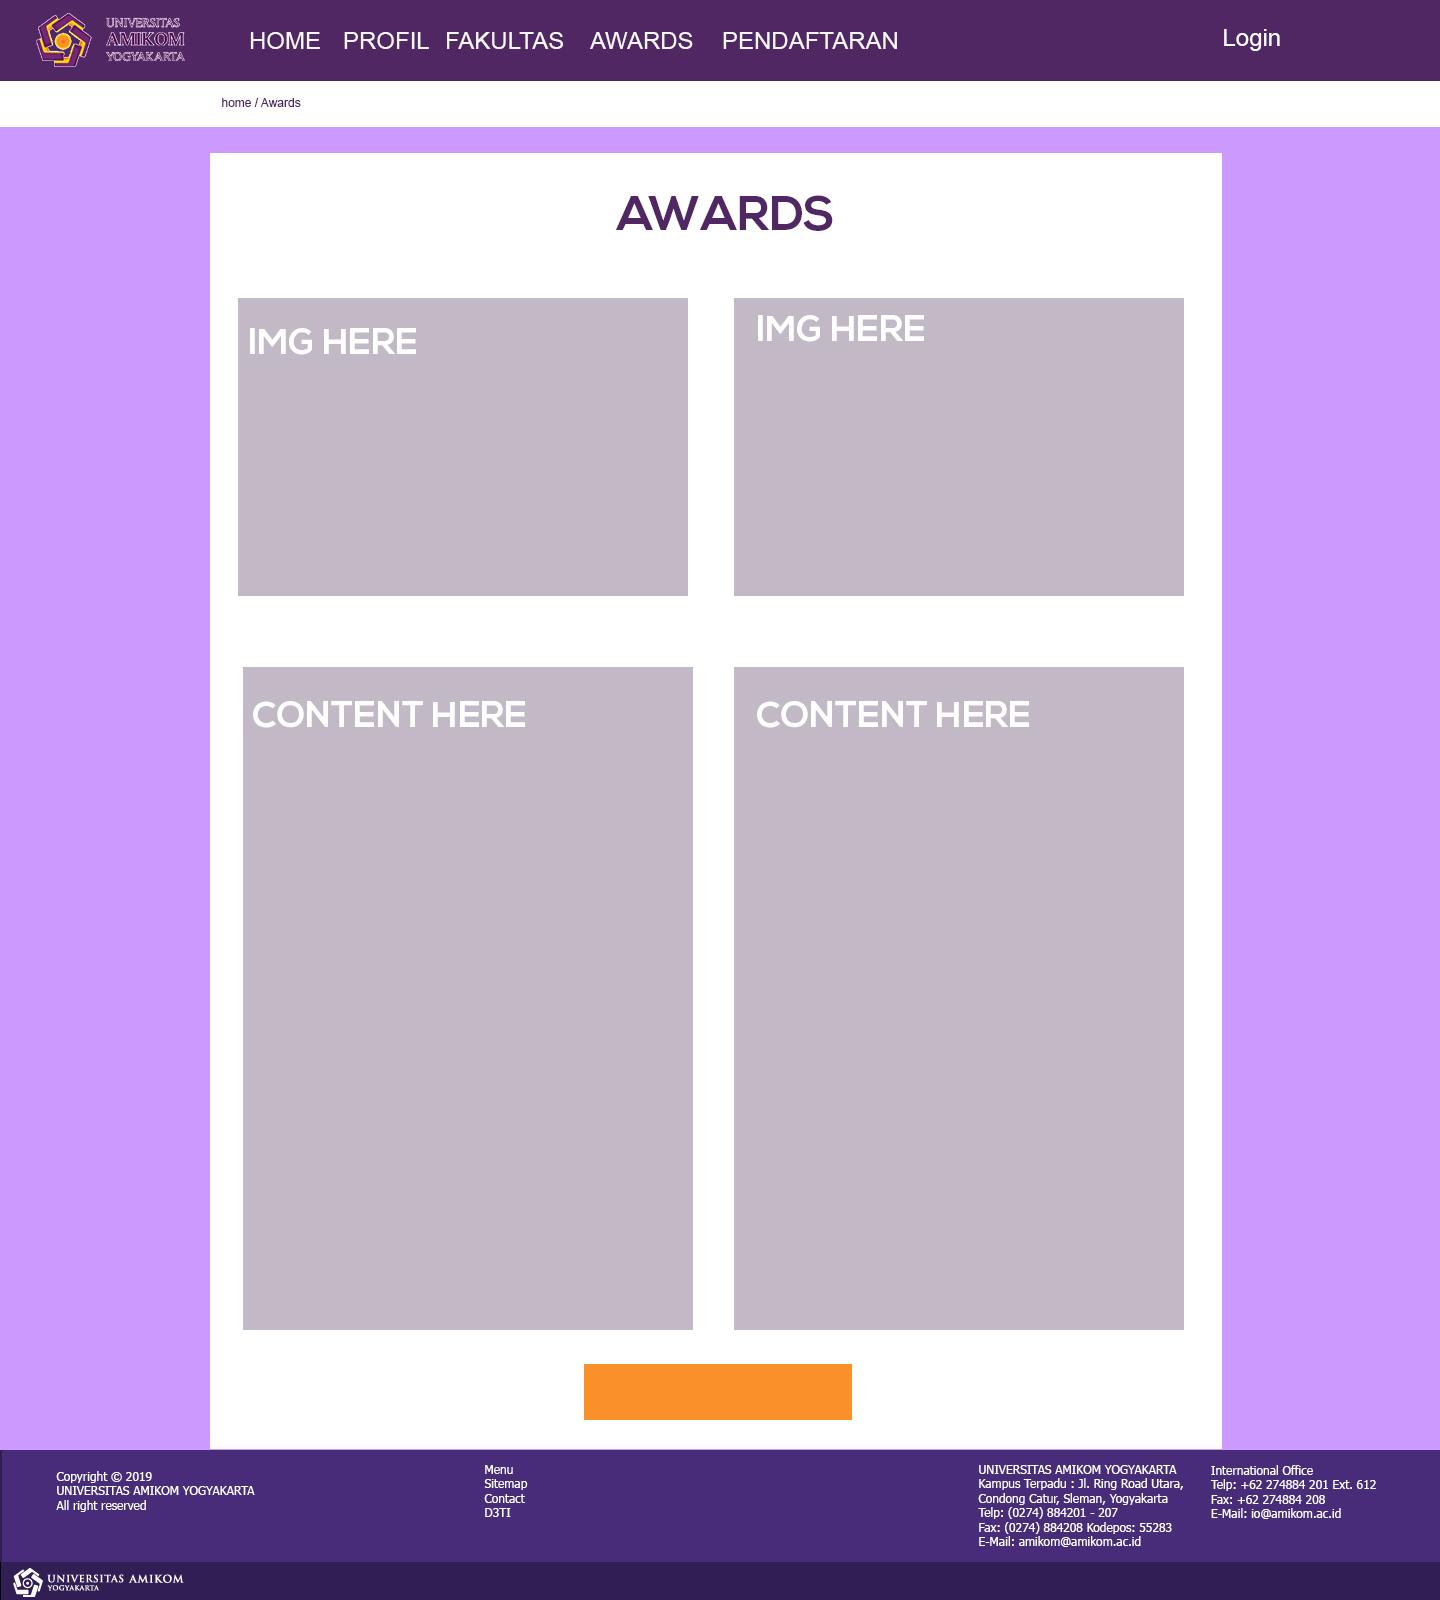 UNIVERSITAS
AMIKOM
YOGYAKARTA
HOME PROFIL FAKULTAS AWARDS PENDAFTARAN
Login
home / Awards
AWARDS
IMG HERE
IMG HERE
CONTENT HERE
CONTENT HERE
Copyright © 2019
UNIVERSITAS AMIKOM YOGYAKARTA
All right reserved
Menu
Sitemap
Contact
D3TI
UNIVERSITAS AMIKOM YOGYAKARTA
Kampus Terpadu : Jl. Ring Road Utara,
Condong Catur, Sleman, Yogyakarta
Telp: (0274) 884201 - 207
Fax: (0274) 884208 Kodepos: 55283
E-Mail: amikom@amikom.ac.id
International Office
Telp: +62 274884 201 Ext. 612
Fax: +62 274884 208
E-Mail: io@amikom.ac.id
UNIVERSITAS AMIKOM
YOGYAKARTA